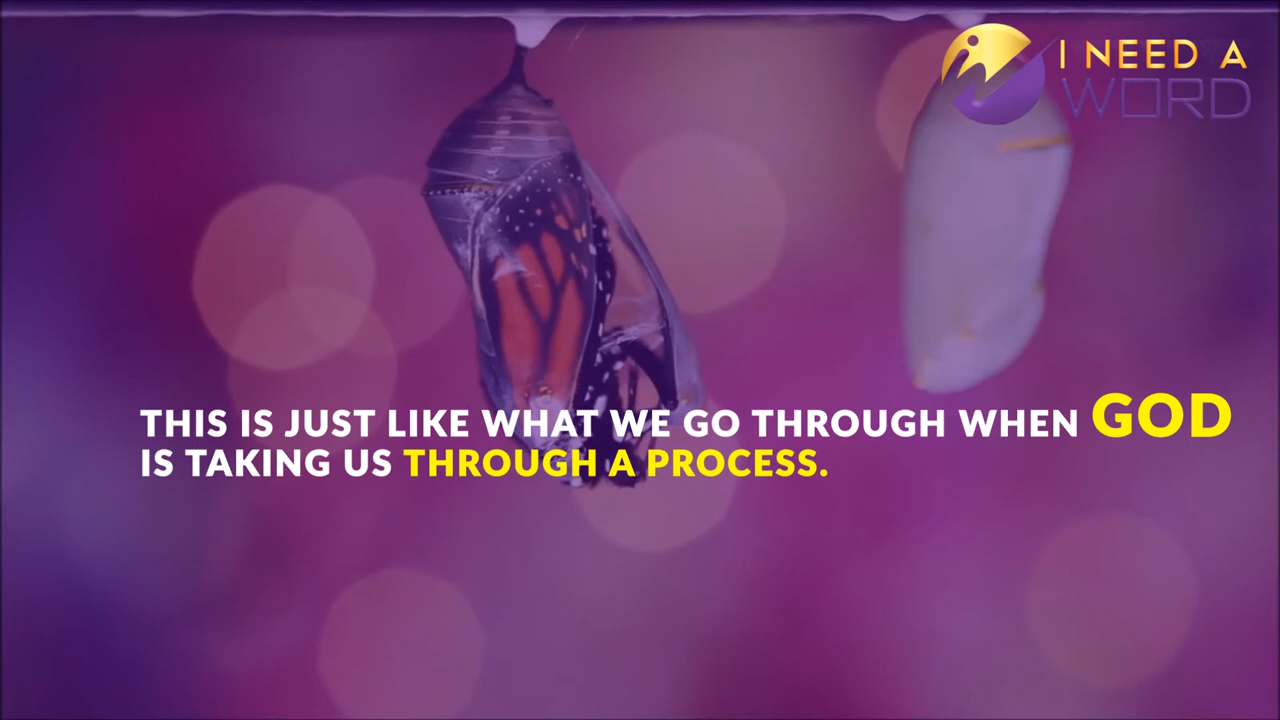 I NEED A
WORD
THIS IS JUST LIKE WHAT WE GO THROUGH WHEN GOD
IS TAKING US THROUGH A PROCESS.